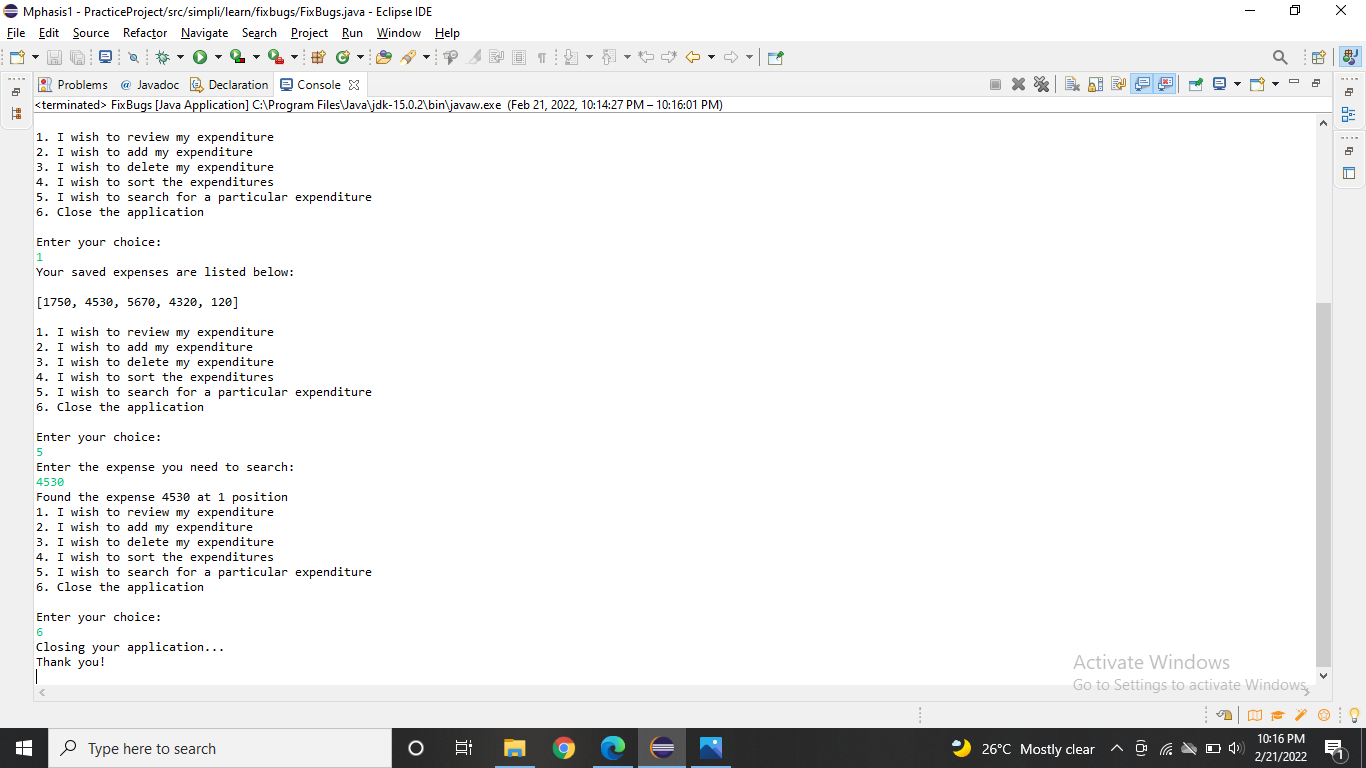 Mphasis1 - PracticeProject/src/simpli/learn/fixbugs/FixBugs.java - Eclipse IDE
File Edit Source Refactor Navigate Search Project Run Window Help
Problems @ Javadoc Declaration Console
<terminated> FixBugs [Java Application] C:\Program Files\Java\jdk-15.0.2\bin\javaw.exe (Feb 21, 2022, 10:14:27 PM – 10:16:01 PM)
1. I wish to review my expenditure
2. I wish to add my expenditure
3. I wish to delete my expenditure
4. I wish to sort the expenditures
5. I wish to search for a particular expenditure
6. Close the application
Enter your choice:
1
Your saved expenses are listed below:
[1750, 4530, 5670, 4320, 120]
1. I wish to review my expenditure
2. I wish to add my expenditure
3. I wish to delete my expenditure
4. I wish to sort the expenditures
5. I wish to search for a particular expenditure
6. Close the application
Enter your choice:
5
Enter the expense you need to search:
4530
Found the expense 4530 at 1 position
1. I wish to review my expenditure
2. I wish to add my expenditure
3. I wish to delete my expenditure
4. I wish to sort the expenditures
5. I wish to search for a particular expenditure
6. Close the application
Enter your choice:
6
Closing your application...
Thank you!
Activate Windows
Go to Settings to activate Windows.
Type here to search
26°C Mostly clear
10:16 PM
2/21/2022
1